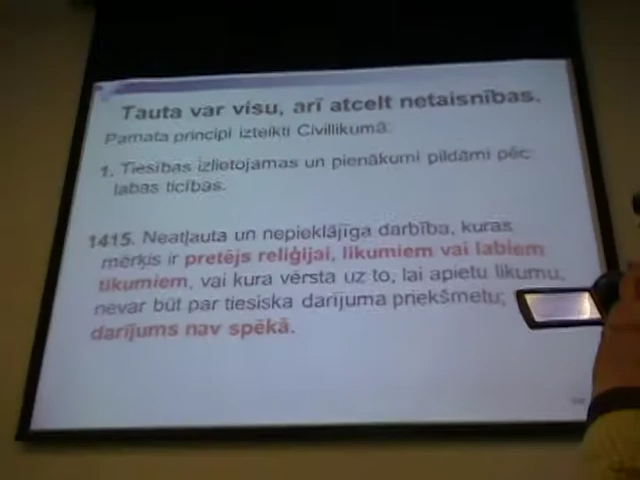 Tauta var visu, arī atcelt netaisnības.
Pamata principi izteikti Civillikumā:
1. Tiesības izlietojamas un pienākumi pildāmi pēc
labas ticības.
1415. Neatļauta un nepieklājīga darbība, kuras
mērķis ir pretējs reliģijai, likumiem vai labiem
tikumiem, vai kura vērsta uz to, lai apietu likumu,
nevar būt par tiesiska darījuma priekšmetu;
darījums nav spēkā.